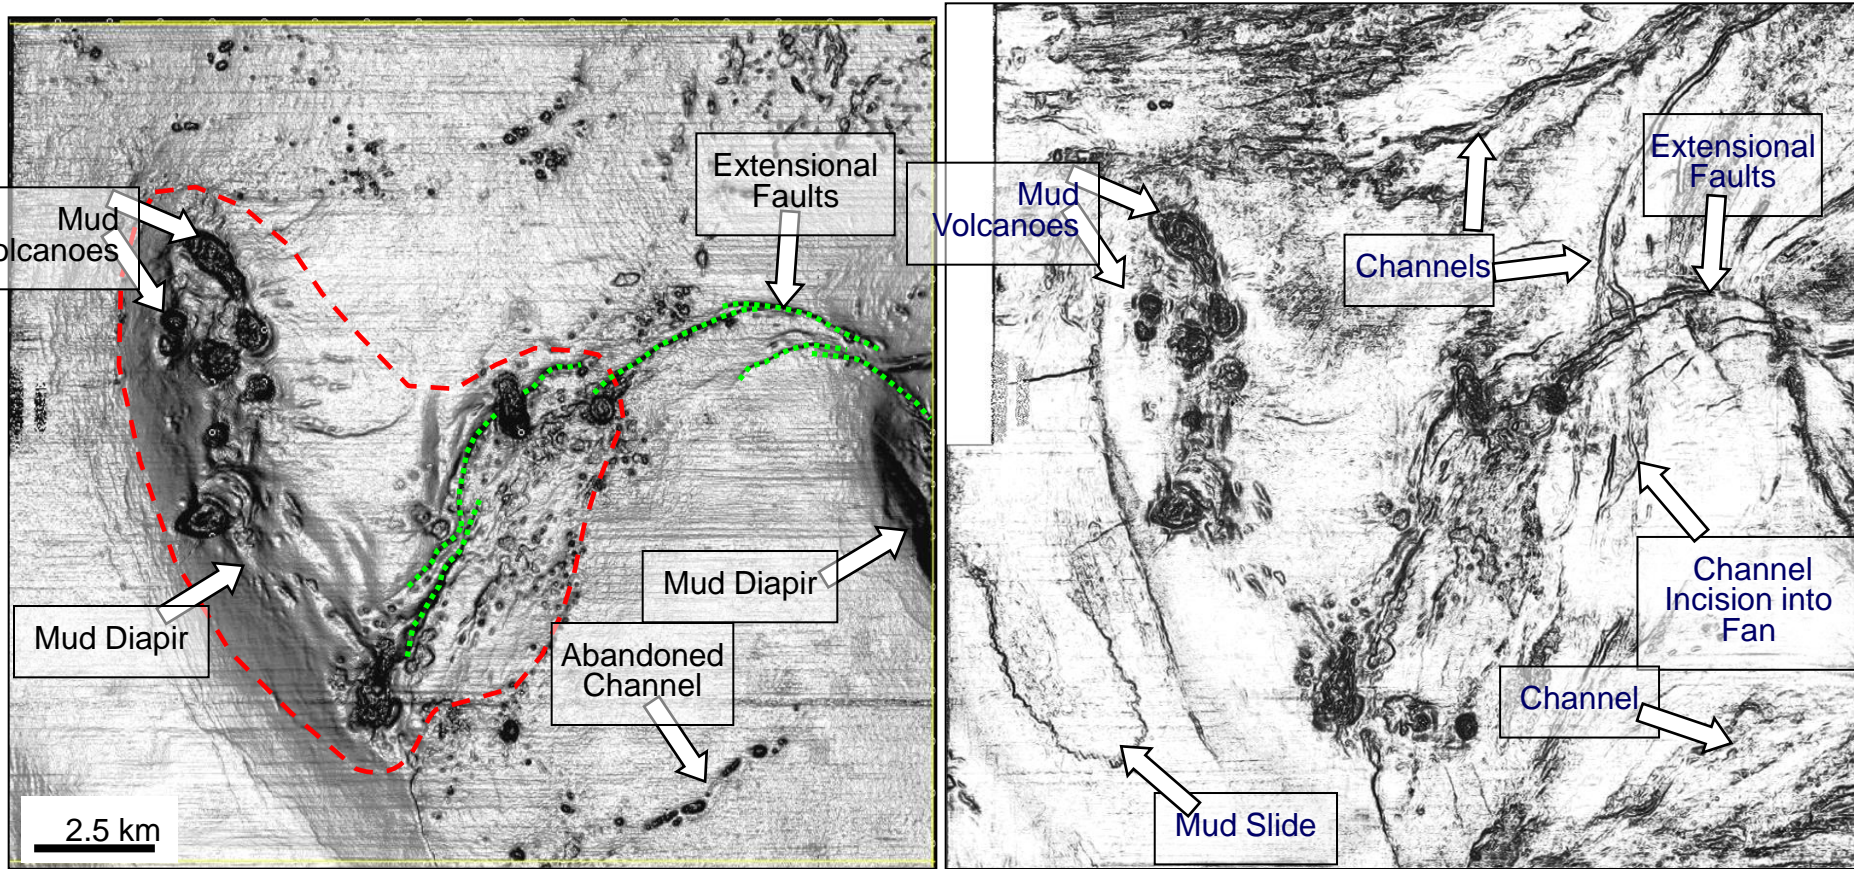 Mud
olcanoes
Extensional
Faults
Mud Diapir
Mud Diapir
Abandoned
Channel
2.5 km
Mud
Volcanoes
Channels
Extensional
Faults
Channel
Incision into
Fan
Channel
Mud Slide